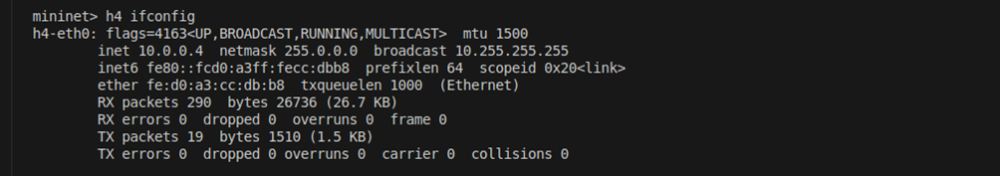 mininet> h4 ifconfig
h4-eth0: flags=4163<UP,BROADCAST,RUNNING,MULTICAST>  mtu 1500
        inet 10.0.0.4  netmask 255.0.0.0  broadcast 10.255.255.255
        inet6 fe80::fcd0:a3ff:fecc:dbb8  prefixlen 64  scopeid 0x20<link>
        ether fe:d0:a3:cc:db:b8  txqueuelen 1000  (Ethernet)
        RX packets 290  bytes 26736 (26.7 KB)
        RX errors 0  dropped 0  overruns 0  frame 0
        TX packets 19  bytes 1510 (1.5 KB)
        TX errors 0  dropped 0 overruns 0  carrier 0  collisions 0